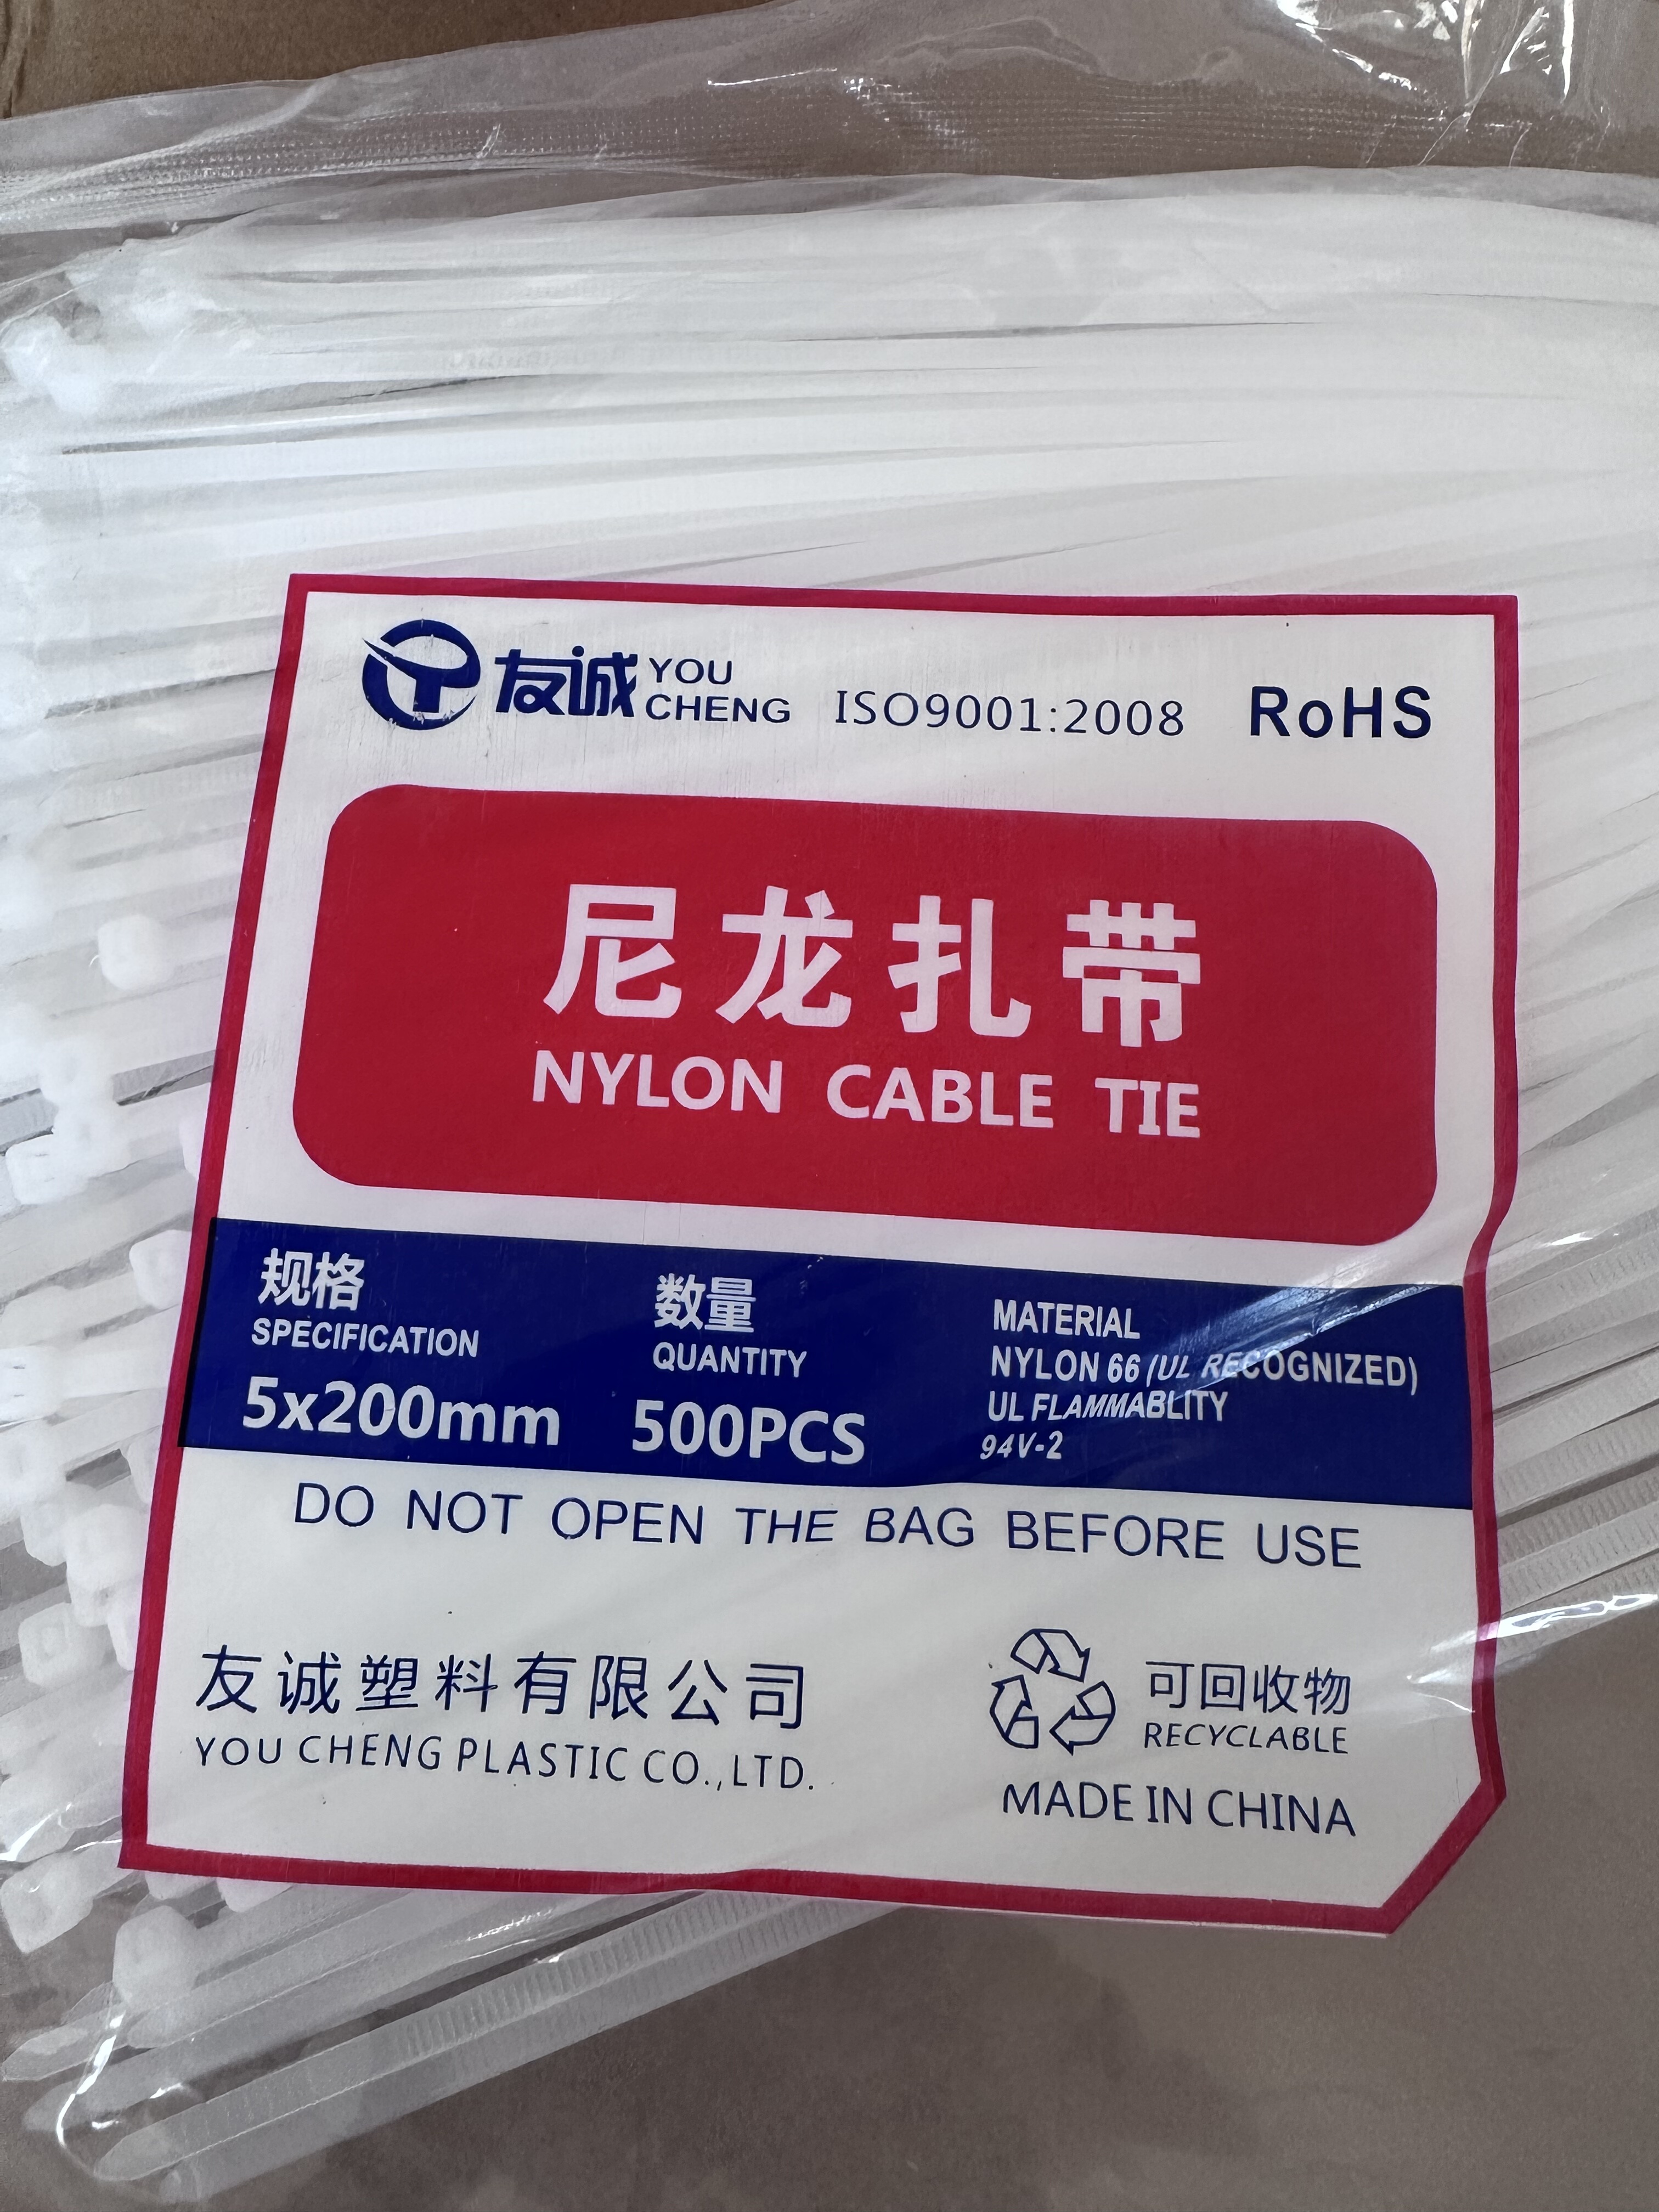 友诚 YOU CHENG ISO9001:2008 RoHS
尼龙扎带
NYLON CABLE TIE
规格
SPECIFICATION
5x200mm
数量
QUANTITY
500PCS
MATERIAL
NYLON 66 (UL RECOGNIZED)
UL FLAMMABLITY
94V-2
DO NOT OPEN THE BAG BEFORE USE
友诚塑料有限公司
YOU CHENG PLASTIC CO.,LTD.
可回收物
RECYCLABLE
MADE IN CHINA